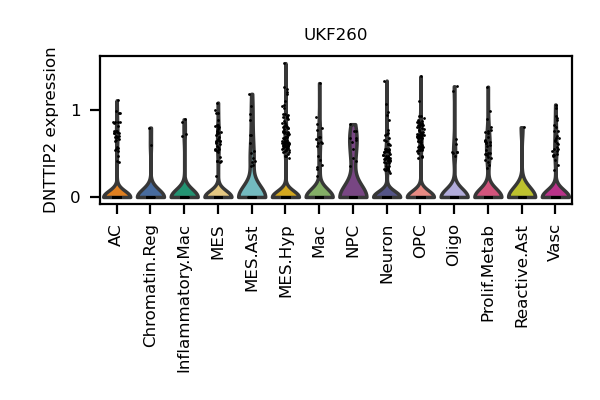 UKF260
DNTTIP2 expression
1
0
AC
Chromatin.Reg
Inflammatory.Mac
MES
MES.Ast
MES.Hyp
Mac
NPC
Neuron
OPC
Oligo
Prolif.Metab
Reactive.Ast
Vasc